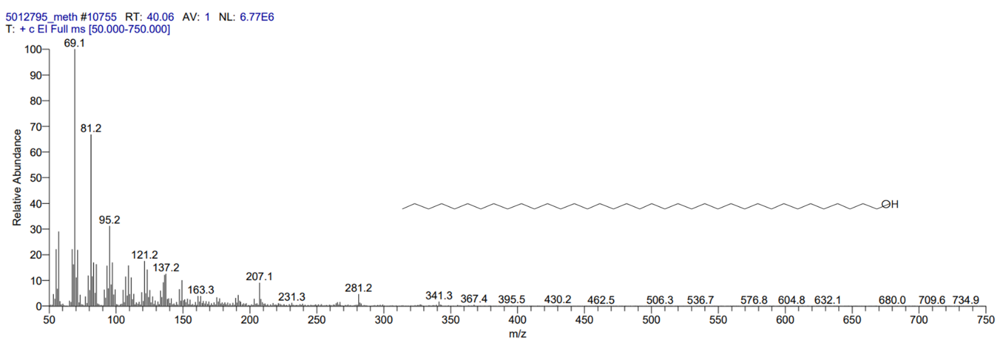 5012795_meth #10755 RT: 40.06 AV: 1 NL: 6.77E6
T: + c EI Full ms [50.000-750.000]
69.1
100
90
80
70
81.2
60
50
40
OH
95.2
30
121.2
20
137.2
207.1
10
163.3
281.2
231.3
341.3 367.4 395.5 430.2 462.5 506.3 536.7 576.8 604.8 632.1 680.0 709.6 734.9
0
50 100 150 200 250 300 350 400 450 500 550 600 650 700 750
m/z
Relative Abundance